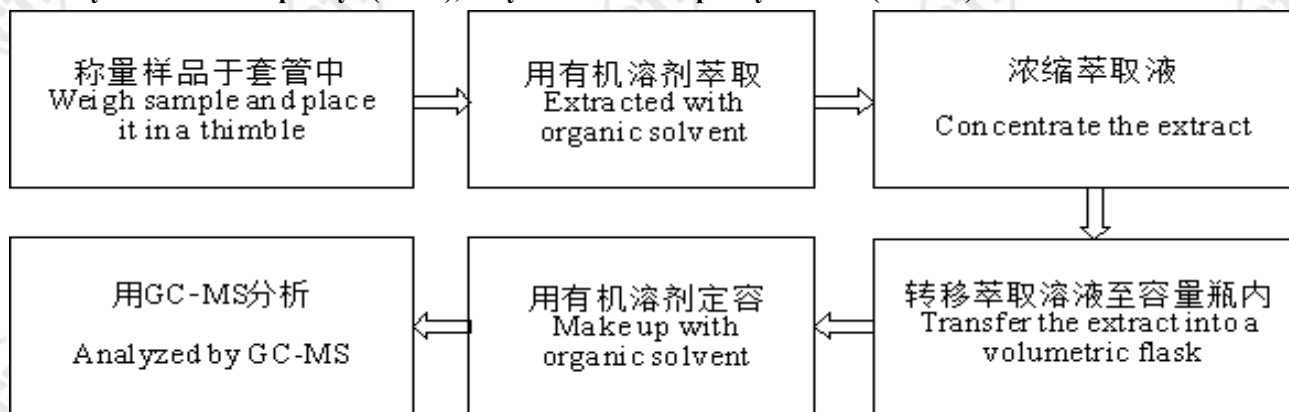 称量样品于套管中
Weigh sample and place
it in a thimble
用有机溶剂萃取
Extracted with
organic solvent
浓缩萃取液
Concentrate the extract
转移萃取溶液至容量瓶内
Transfer the extract into a
volumetric flask
用有机溶剂定容
Make up with
organic solvent
用GC-MS分析
Analyzed by GC-MS